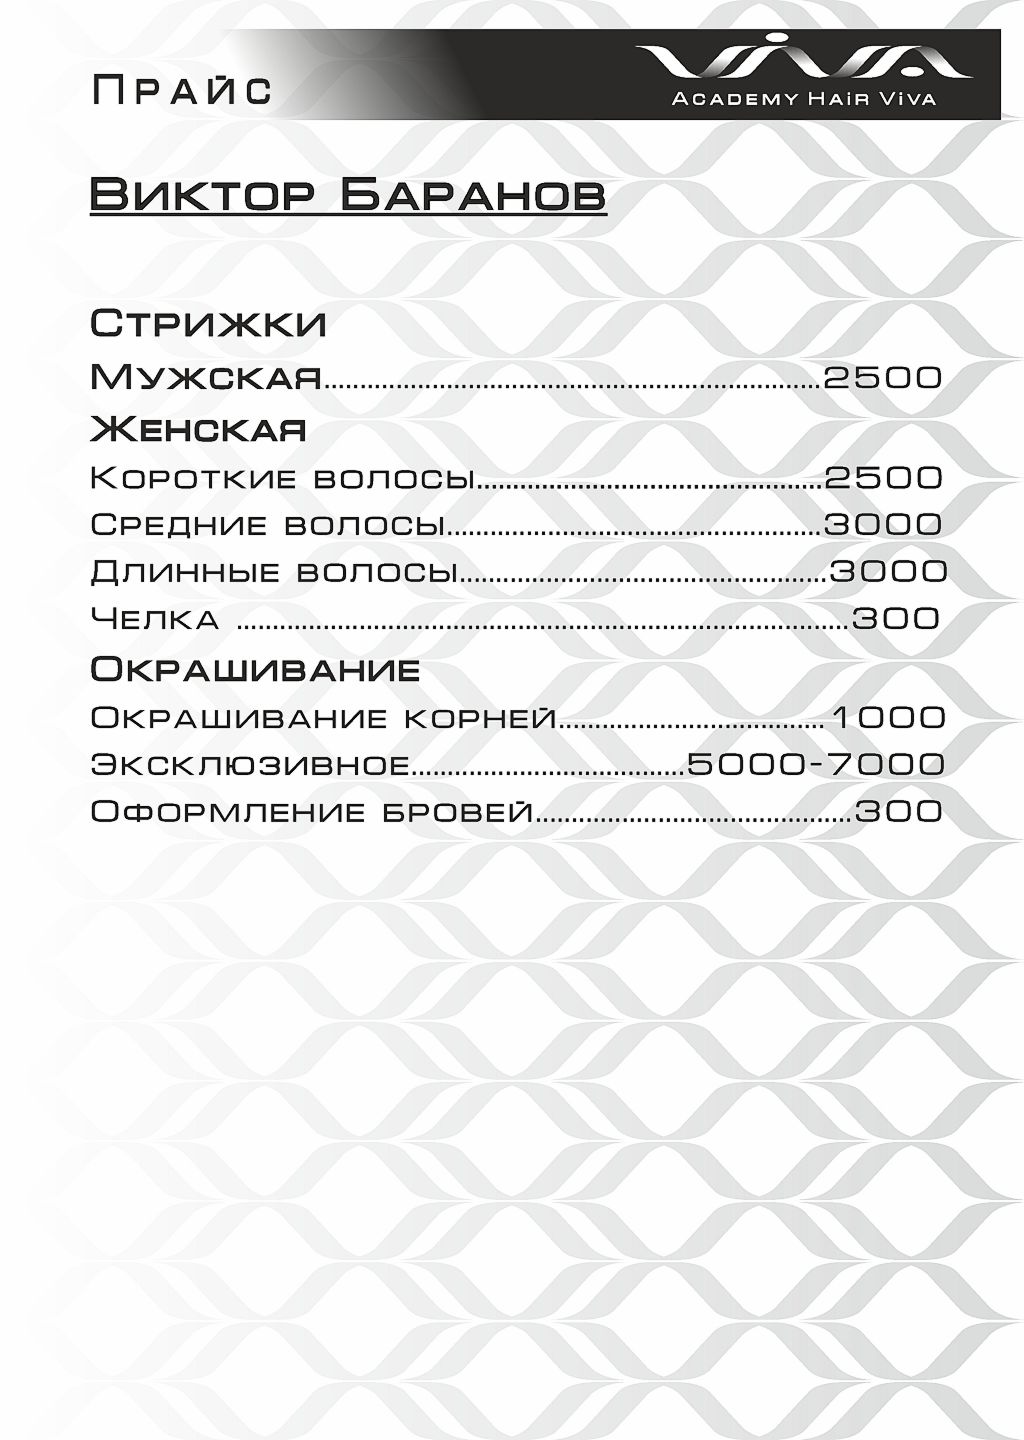 Прайс
ViVA
Academy Hair Viva
Виктор Баранов
Стрижки
Мужская......................................................................2500
Женская
Короткие волосы................................................2500
Средние волосы....................................................3000
Длинные волосы...................................................3000
Челка .....................................................................................300
Окрашивание
Окрашивание корней.....................................1000
Эксклюзивное......................................5000-7000
Оформление бровей............................................300